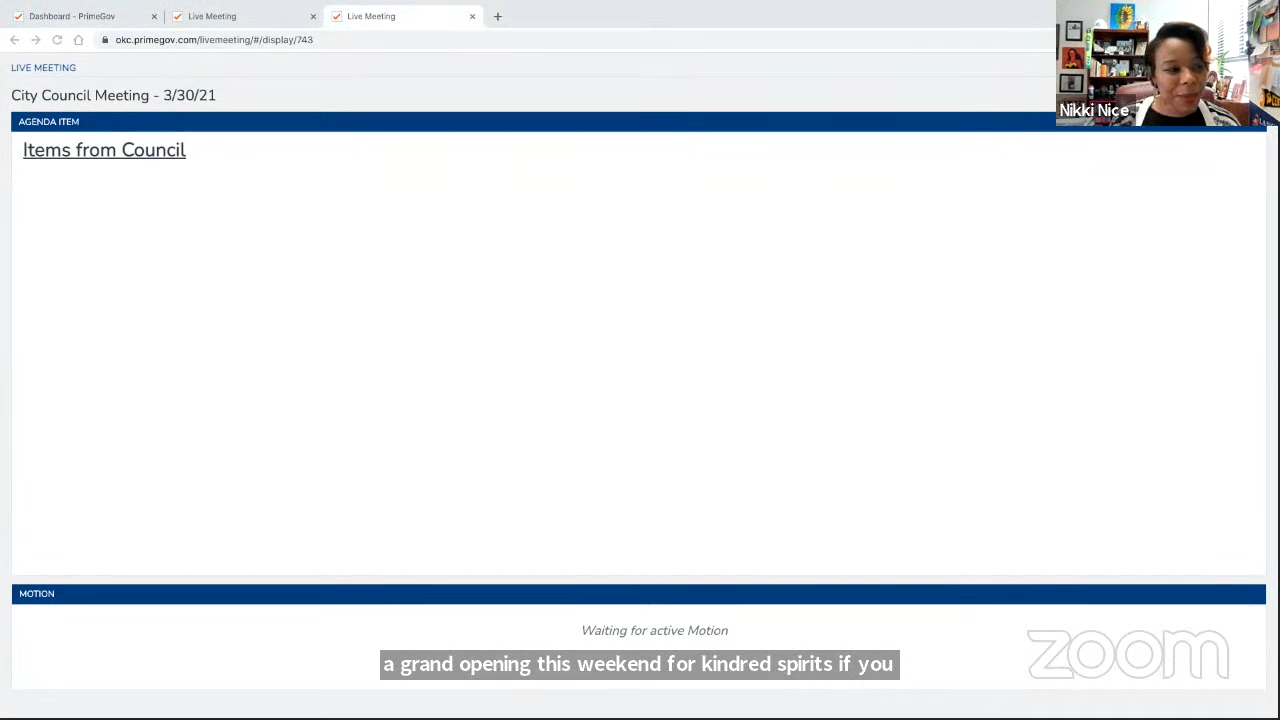 Dashboard - PrimeGov
Live Meeting
Live Meeting
okc.primegov.com/livemeeting/#/display/743
LIVE MEETING
City Council Meeting - 3/30/21
Nikki Nice
AGENDA ITEM
Items from Council
MOTION
Waiting for active Motion
a grand opening this weekend for kindred spirits if you
zoom